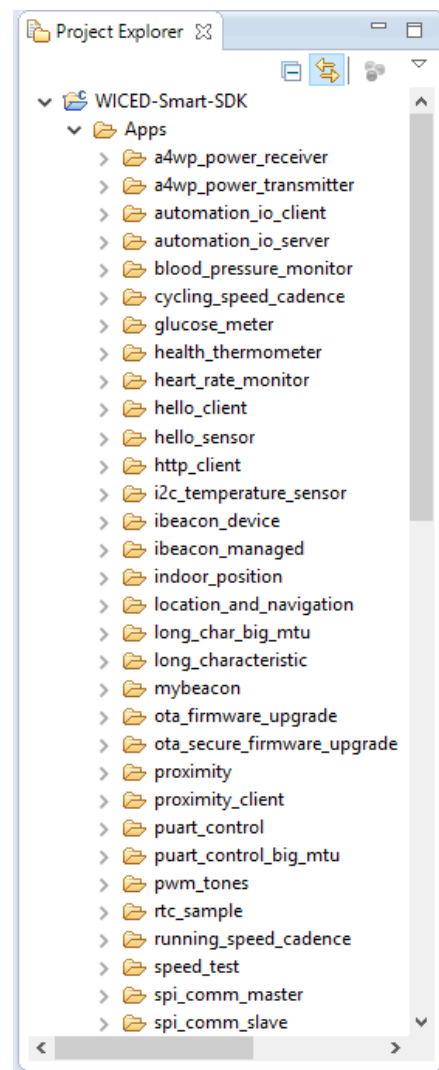 Project Explorer
WICED-Smart-SDK
Apps
a4wp_power_receiver
a4wp_power_transmitter
automation_io_client
automation_io_server
blood_pressure_monitor
cycling_speed_cadence
glucose_meter
health_thermometer
heart_rate_monitor
hello_client
hello_sensor
http_client
i2c_temperature_sensor
ibeacon_device
ibeacon_managed
indoor_position
location_and_navigation
long_char_big_mtu
long_characteristic
mybeacon
ota_firmware_upgrade
ota_secure_firmware_upgrade
proximity
proximity_client
puart_control
puart_control_big_mtu
pwm_tones
rtc_sample
running_speed_cadence
speed_test
spi_comm_master
spi_comm_slave